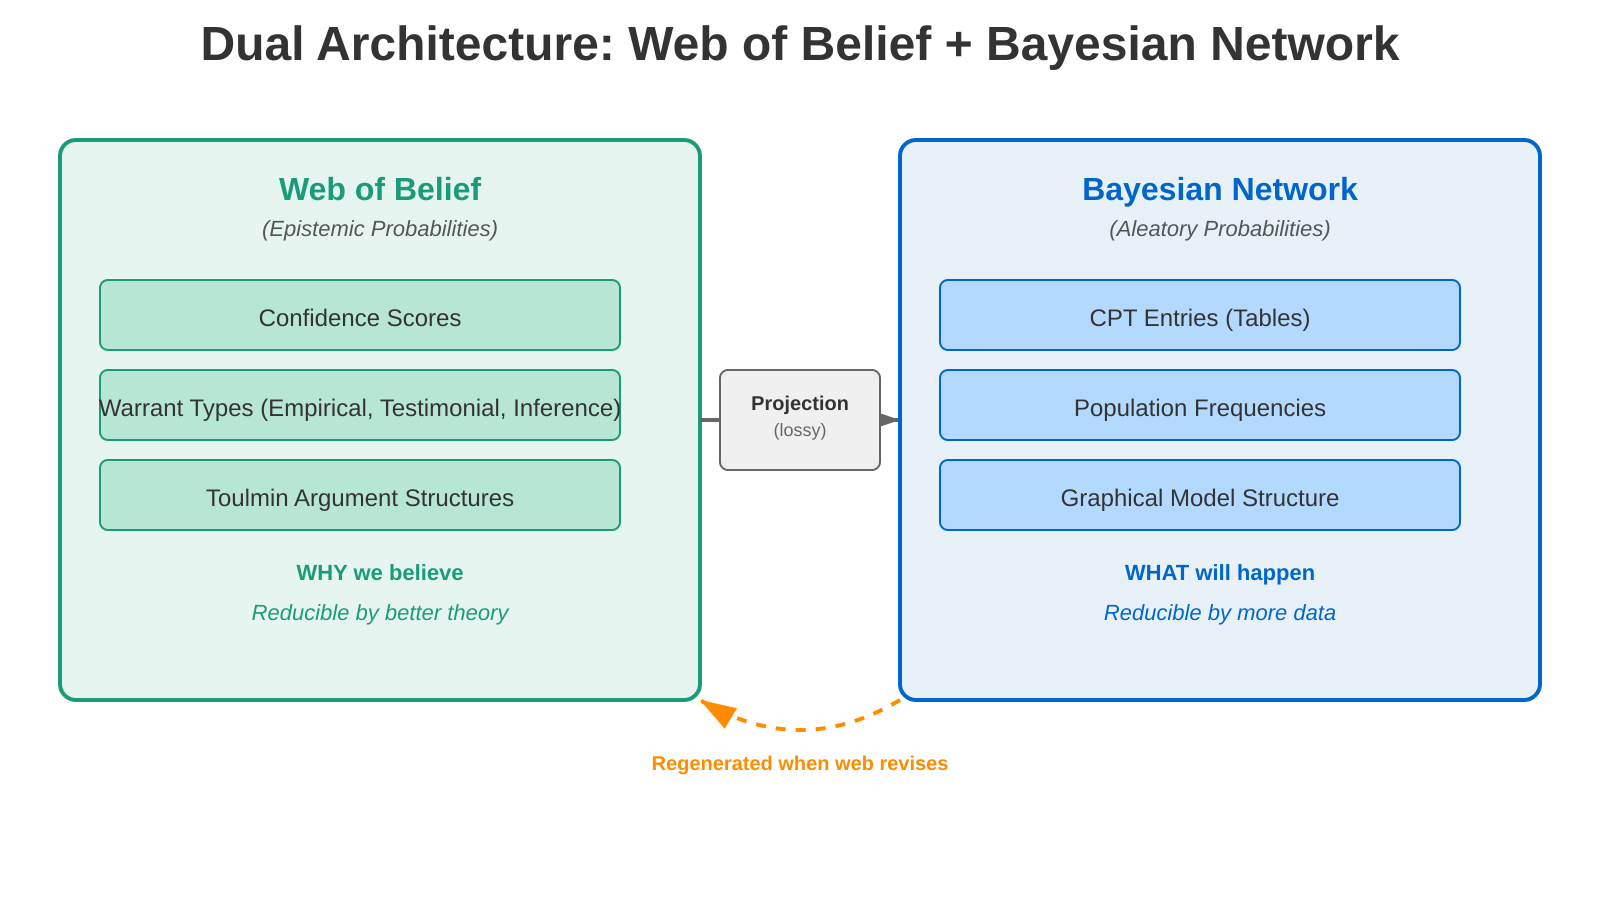 Dual Architecture: Web of Belief + Bayesian Network
Web of Belief
(Epistemic Probabilities)
Confidence Scores
Warrant Types (Empirical, Testimonial, Inference)
Toulmin Argument Structures
WHY we believe
Reducible by better theory
Projection
(lossy)
Bayesian Network
(Aleatory Probabilities)
CPT Entries (Tables)
Population Frequencies
Graphical Model Structure
WHAT will happen
Reducible by more data
Regenerated when web revises